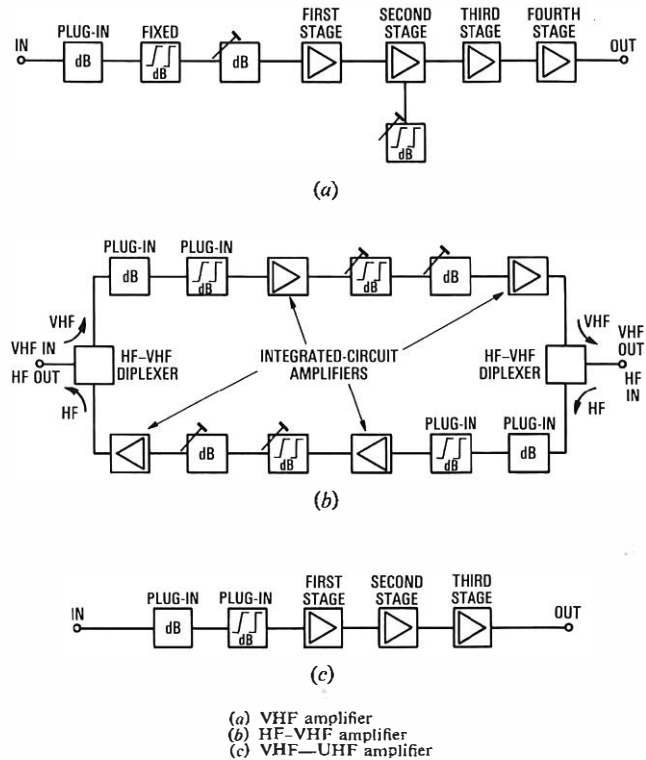 IN
PLUG-IN
dB
FIXED
dB
dB
FIRST
STAGE
SECOND
STAGE
dB
THIRD
STAGE
FOURTH
STAGE
OUT
(a)
PLUG-IN
dB
PLUG-IN
dB
dB
dB
VHF
VHF IN
HF OUT
HF
HF–VHF
DIPLEXER
INTEGRATED-CIRCUIT
AMPLIFIERS
HF–VHF
DIPLEXER
VHF
VHF
OUT
HF
IN
HF
dB
dB
PLUG-IN
dB
PLUG-IN
dB
(b)
IN
PLUG-IN
dB
PLUG-IN
dB
FIRST
STAGE
SECOND
STAGE
THIRD
STAGE
OUT
(c)
(a) VHF amplifier
(b) HF–VHF amplifier
(c) VHF—UHF amplifier